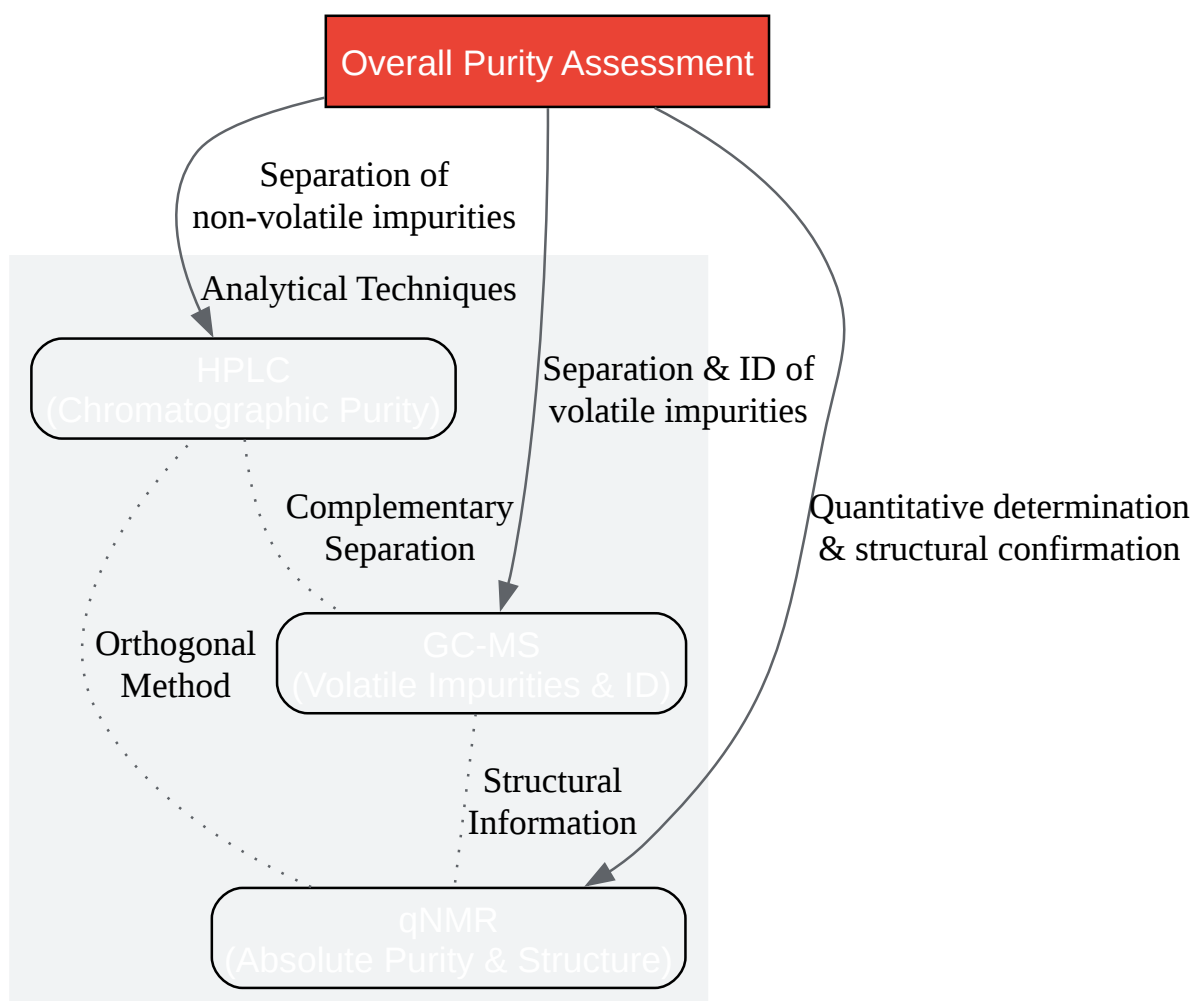 Overall Purity Assessment
Separation of
non-volatile impurities
Analytical Techniques
HPLC
(Chromatographic Purity)
Separation & ID of
volatile impurities
Complementary
Separation
Quantitative determination
& structural confirmation
Orthogonal
Method
GC-MS
(Volatile Impurities & ID)
Structural
Information
qNMR
(Absolute Purity & Structure)